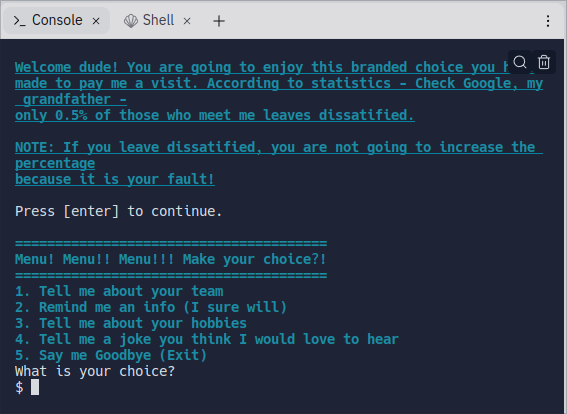 Console
Shell
Welcome dude! You are going to enjoy this branded choice you
made to pay me a visit. According to statistics - Check Google, my
grandfather -
only 0.5% of those who meet me leaves dissatified.
NOTE: If you leave dissatified, you are not going to increase the
percentage
because it is your fault!
Press [enter] to continue.
=======================================
Menu! Menu!! Menu!!! Make your choice?!
=======================================
1. Tell me about your team
2. Remind me an info (I sure will)
3. Tell me about your hobbies
4. Tell me a joke you think I would love to hear
5. Say me Goodbye (Exit)
What is your choice?
$